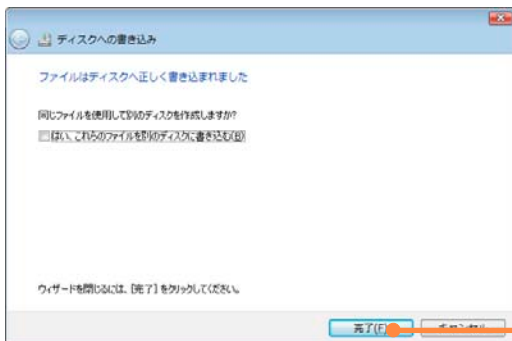 ディスクへの書き込み
ファイルはディスクへ正しく書き込まれました
同じファイルを使用して別のディスクを作成しますか?
はい、これらのファイルを別のディスクに書き込む(B)
ウィザードを閉じるには、[完了] をクリックしてください。
完了(F)
キャンセル